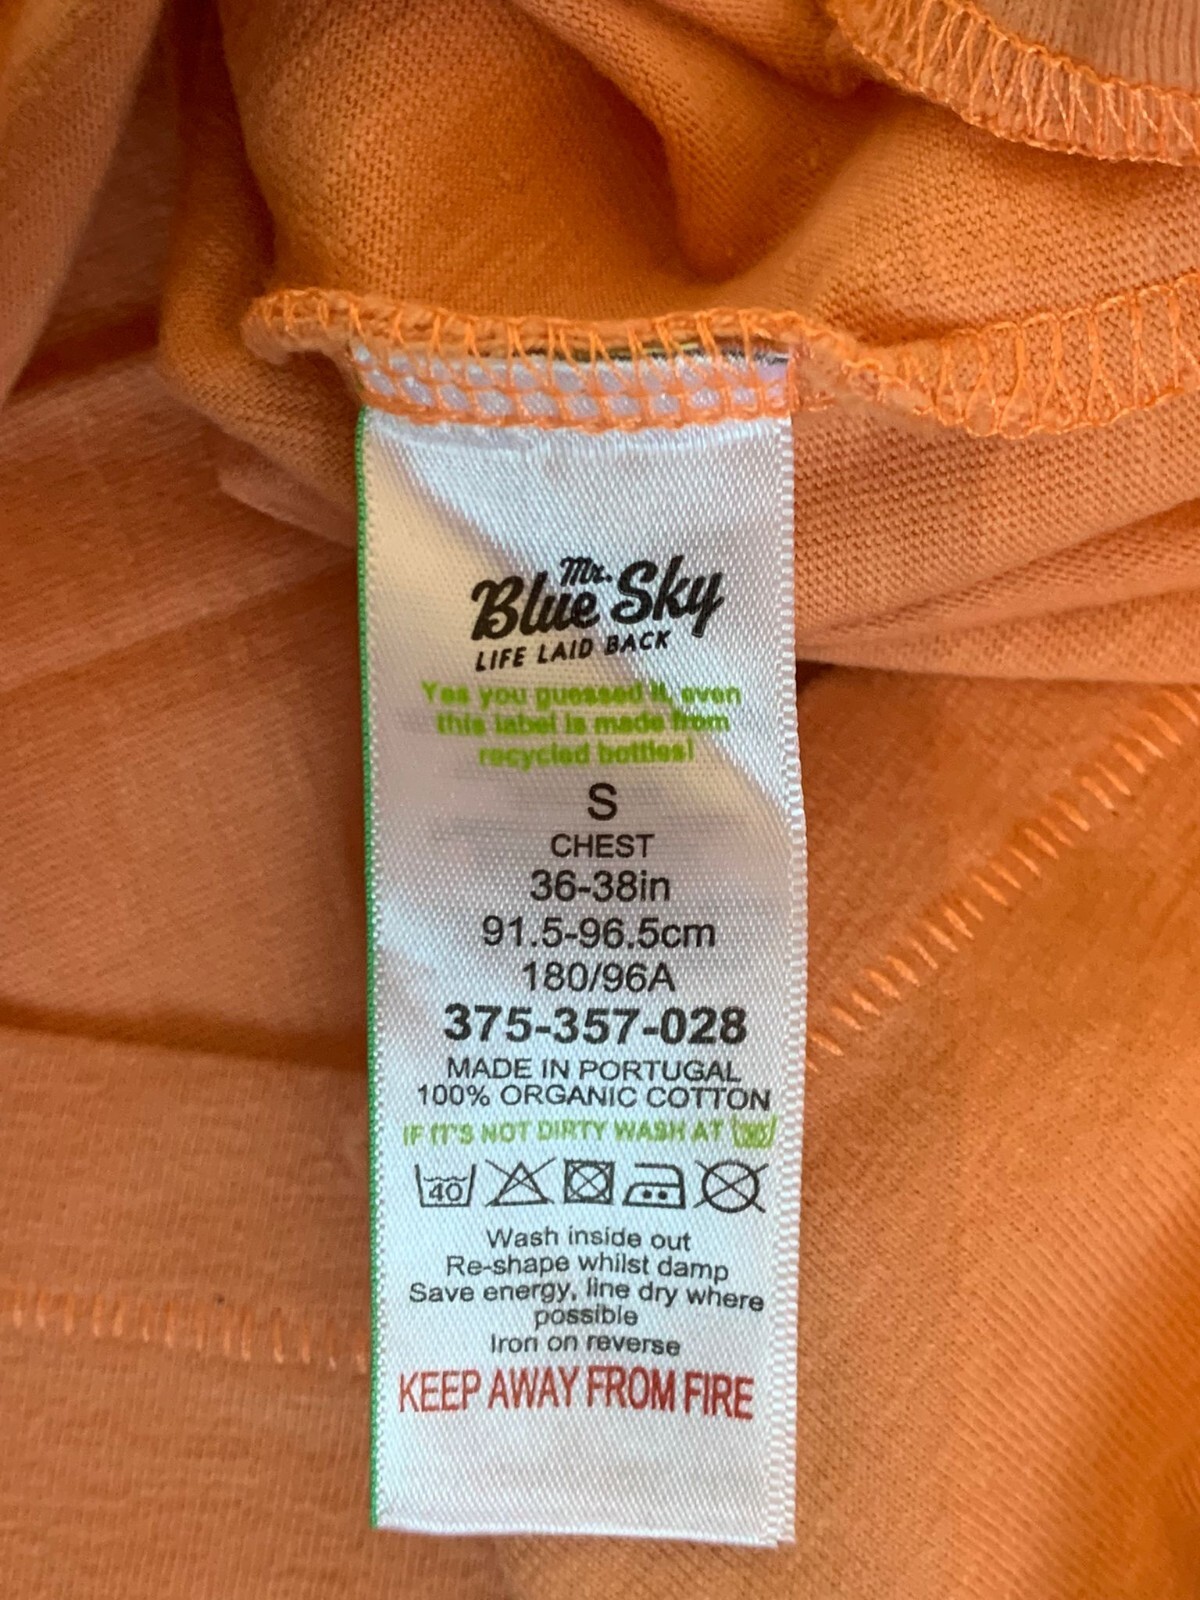 Mr.
Blue Sky
LIFE LAID BACK
Yes you guessed it, even
this label is made from
recycled bottles!
S
CHEST
36-38in
91.5-96.5cm
180/96A
375-357-028
MADE IN PORTUGAL
100% ORGANIC COTTON
IF IT'S NOT DIRTY WASH AT
40
Wash inside out
Re-shape whilst damp
Save energy, line dry where
possible
Iron on reverse
KEEP AWAY FROM FIRE